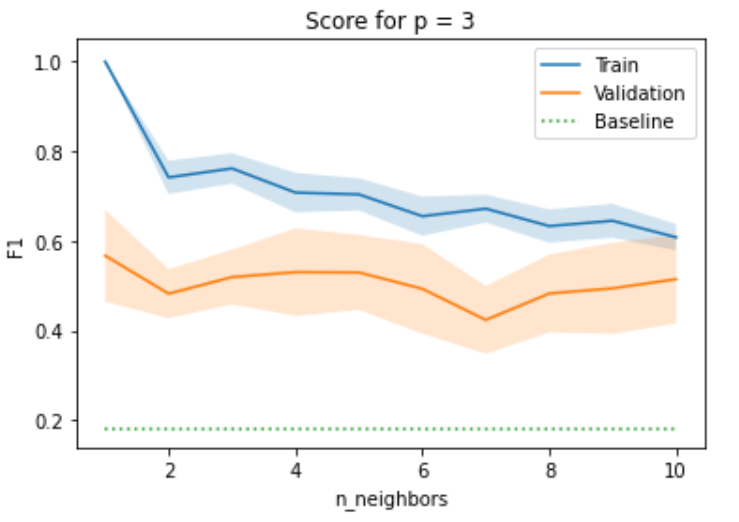 Score for p = 3
Train
Validation
Baseline
1.0
0.8
0.6
0.4
0.2
F1
2 4 6 8 10
n_neighbors